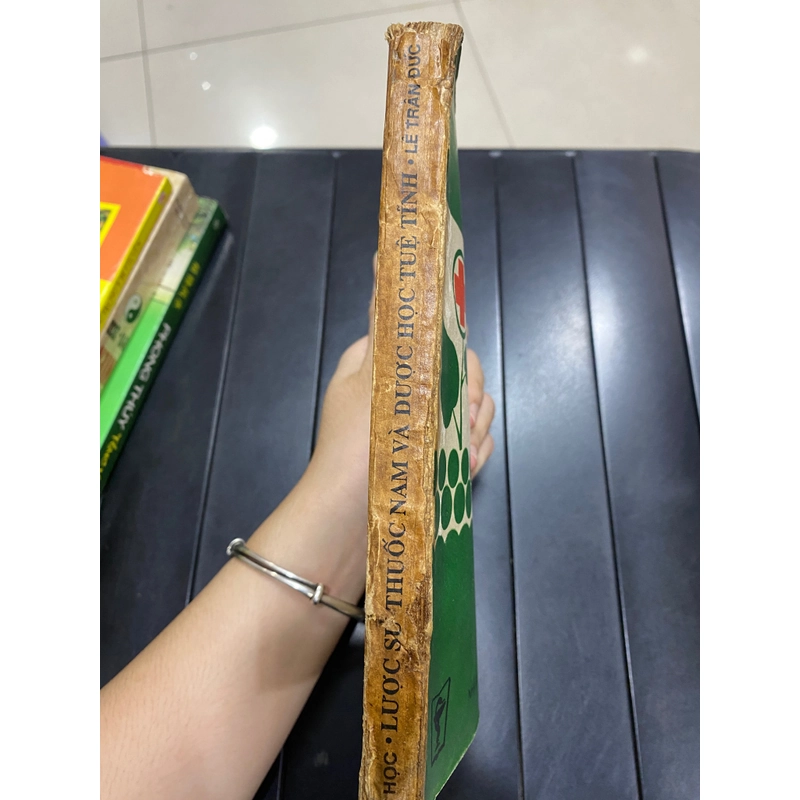 HỌC • LƯỢC SỬ THUỐC NAM VÀ DƯỢC HỌC TUỆ TĨNH • LÊ TRẦN ĐỨC
PHONG THỦY